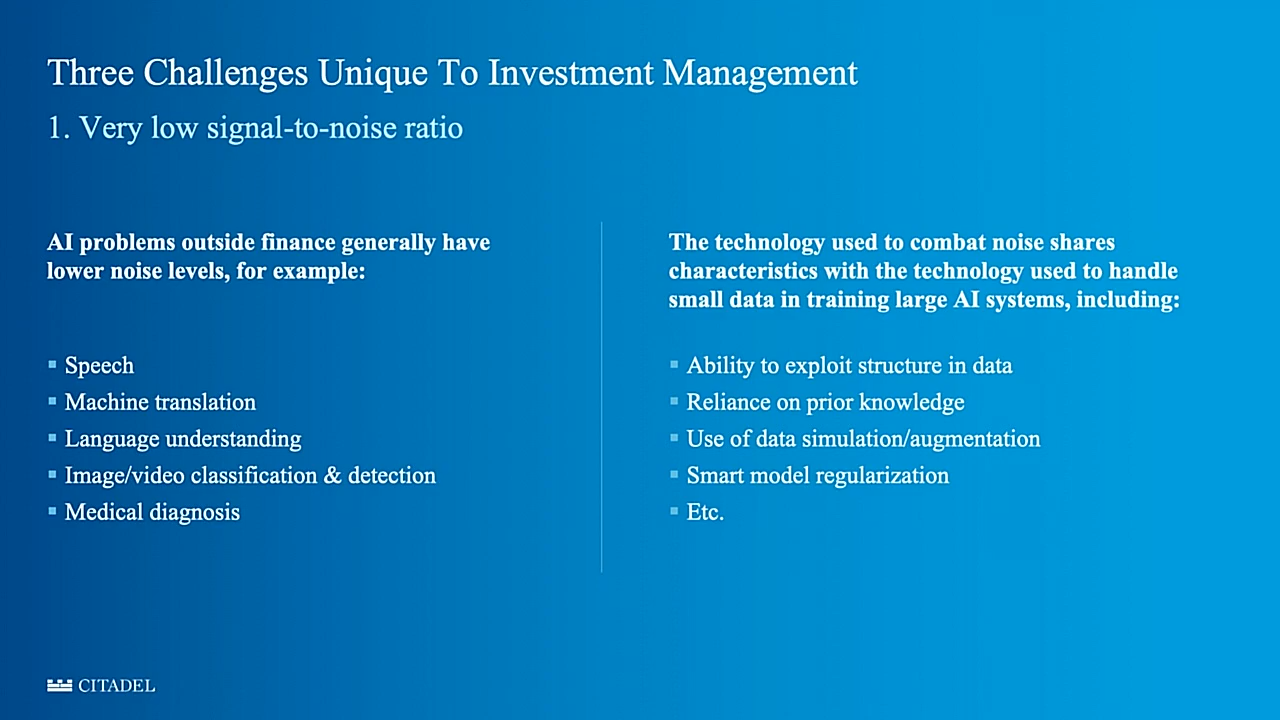 Three Challenges Unique To Investment Management
1. Very low signal-to-noise ratio
AI problems outside finance generally have
lower noise levels, for example:
▪ Speech
▪ Machine translation
▪ Language understanding
▪ Image/video classification & detection
▪ Medical diagnosis
The technology used to combat noise shares
characteristics with the technology used to handle
small data in training large AI systems, including:
▪ Ability to exploit structure in data
▪ Reliance on prior knowledge
▪ Use of data simulation/augmentation
▪ Smart model regularization
▪ Etc.
CITADEL